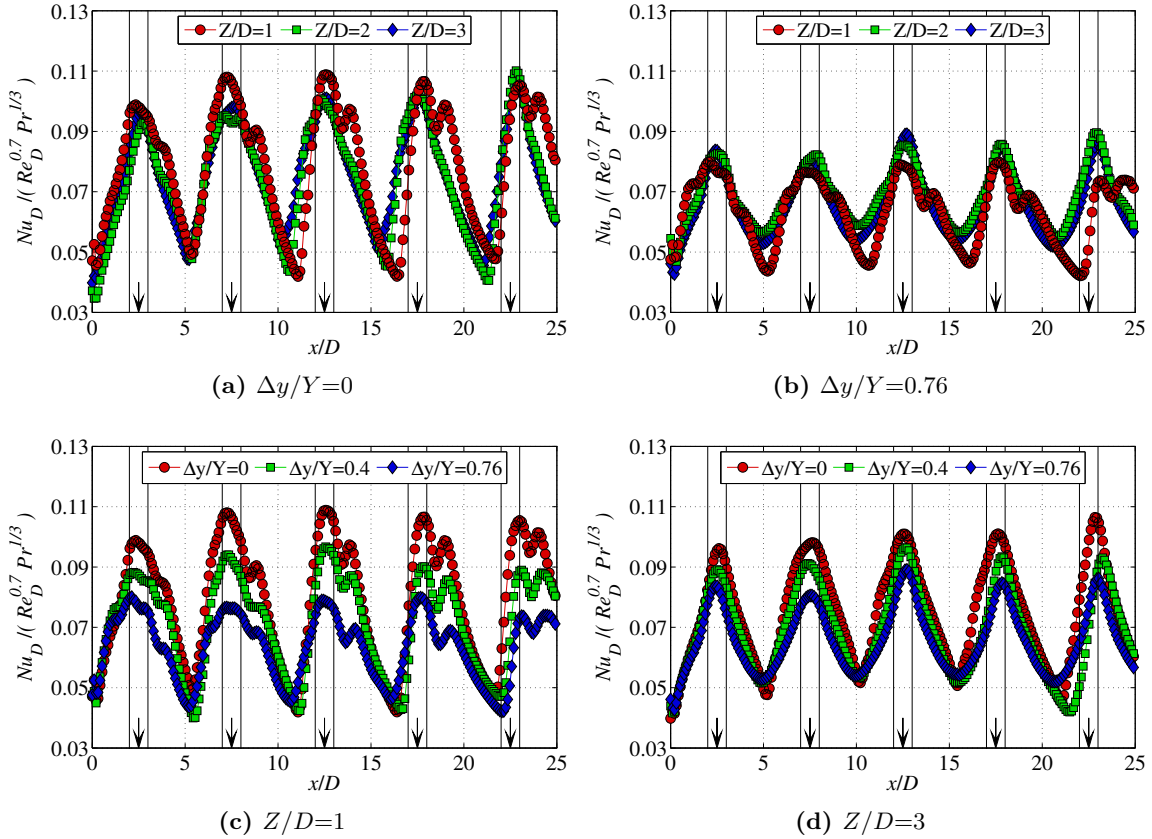 Z/D=1 Z/D=2 Z/D=3
0.13
0.11
0.09
0.07
0.05
0.03
Nu_D /( Re_D^0.7 Pr^1/3 )
0 5 10 15 20 25
x/D
(a) Δy/Y=0
Z/D=1 Z/D=2 Z/D=3
0.13
0.11
0.09
0.07
0.05
0.03
Nu_D /( Re_D^0.7 Pr^1/3 )
0 5 10 15 20 25
x/D
(b) Δy/Y=0.76
Δy/Y=0 Δy/Y=0.4 Δy/Y=0.76
0.13
0.11
0.09
0.07
0.05
0.03
Nu_D /( Re_D^0.7 Pr^1/3 )
0 5 10 15 20 25
x/D
(c) Z/D=1
Δy/Y=0 Δy/Y=0.4 Δy/Y=0.76
0.13
0.11
0.09
0.07
0.05
0.03
Nu_D /( Re_D^0.7 Pr^1/3 )
0 5 10 15 20 25
x/D
(d) Z/D=3